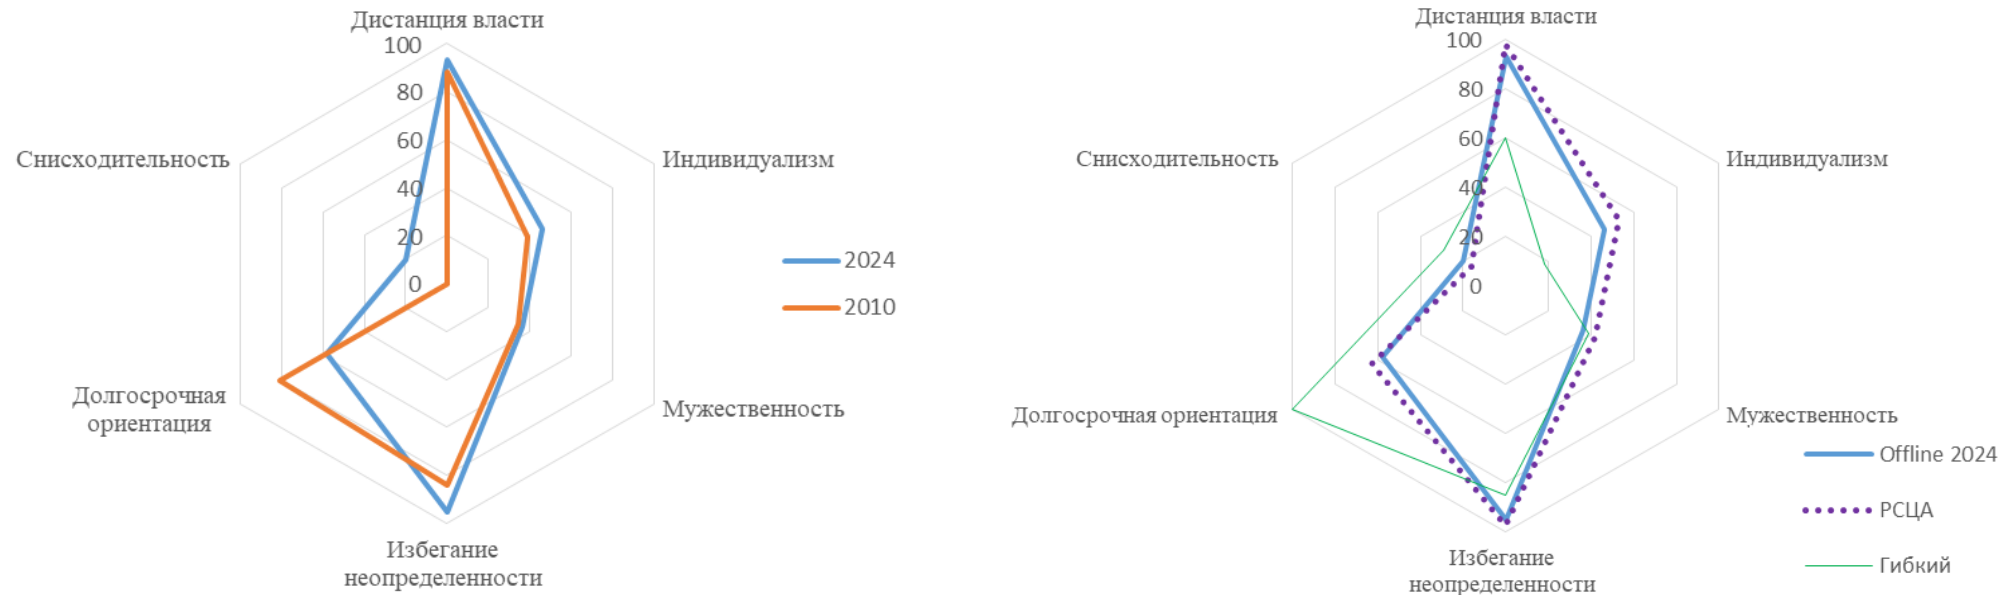 Дистанция власти
100
80
60
40
20
0
Индивидуализм
Мужественность
Избегание
неопределенности
Долгосрочная
ориентация
Снисходительность
2024
2010
Дистанция власти
100
80
60
40
20
0
Индивидуализм
Мужественность
Избегание
неопределенности
Долгосрочная ориентация
Снисходительность
Offline 2024
РСЦА
Гибкий